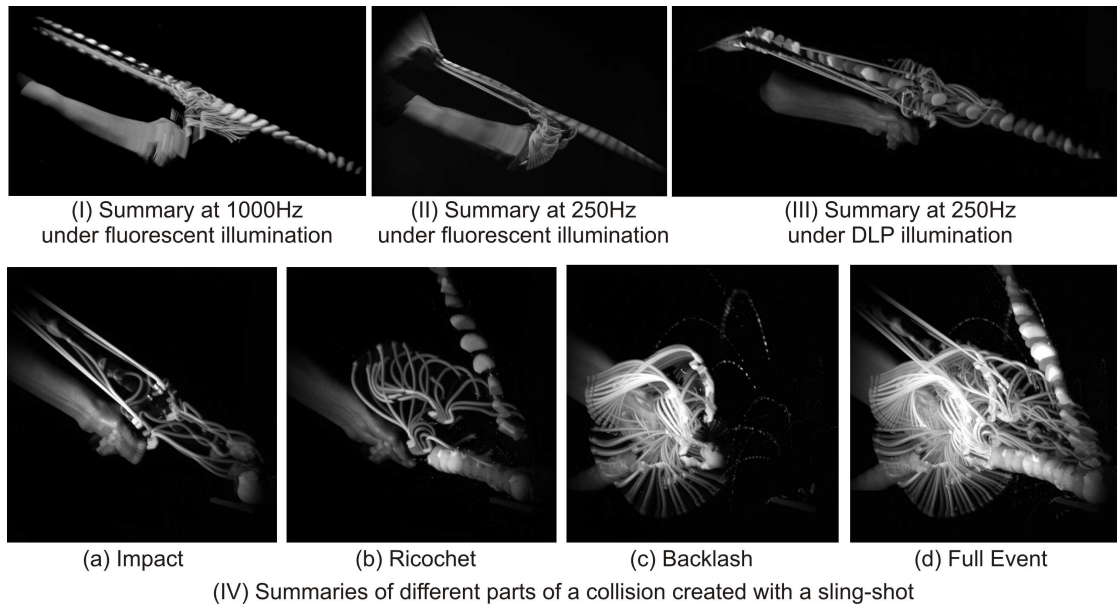 (I) Summary at 1000Hz
under fluorescent illumination
(II) Summary at 250Hz
under fluorescent illumination
(III) Summary at 250Hz
under DLP illumination
(a) Impact
(b) Ricochet
(c) Backlash
(d) Full Event
(IV) Summaries of different parts of a collision created with a sling-shot